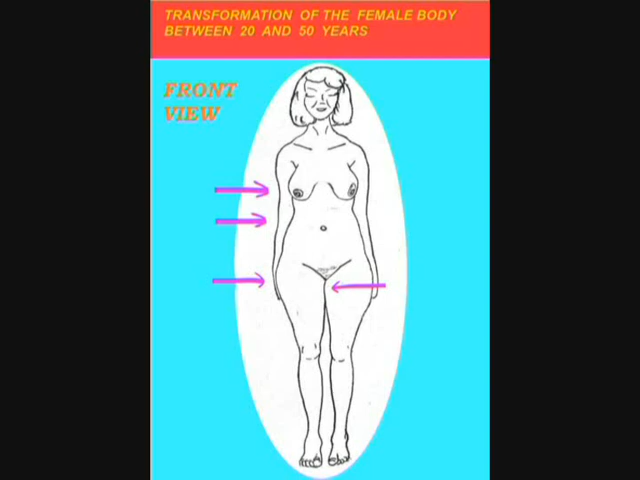 TRANSFORMATION OF THE FEMALE BODY
BETWEEN 20 AND 50 YEARS
FRONT
VIEW